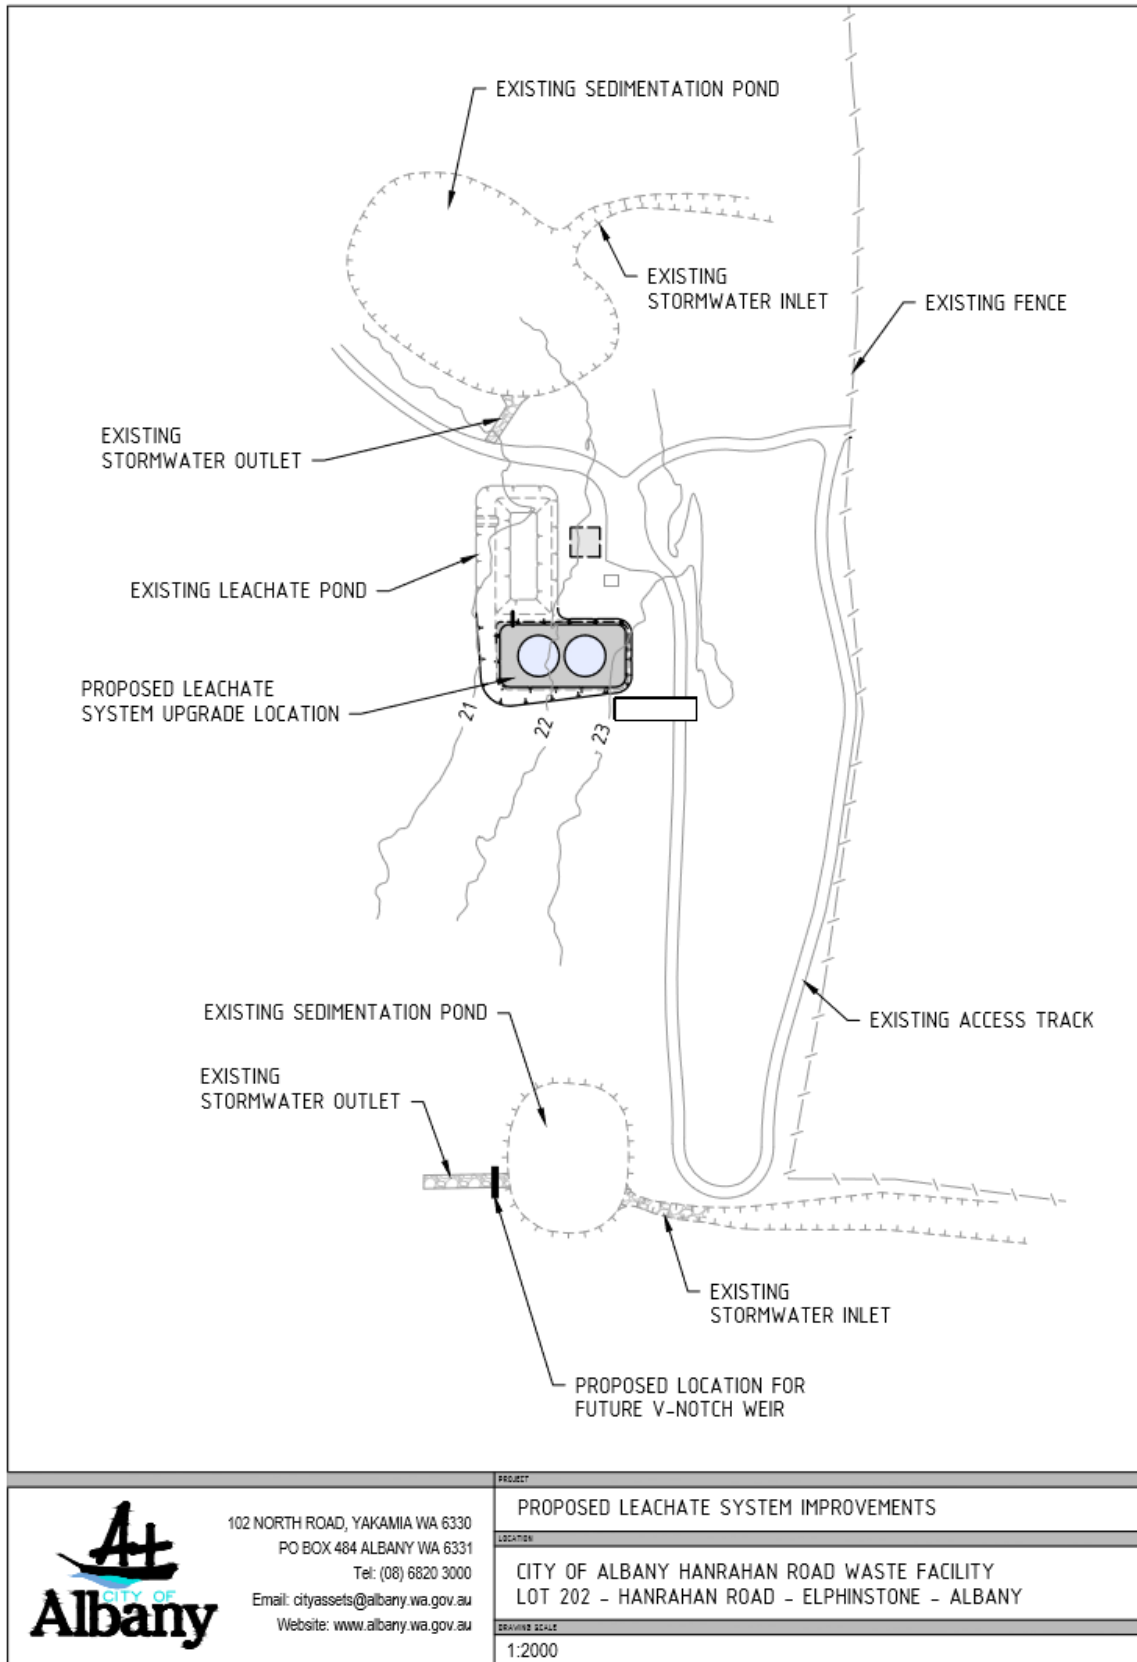 EXISTING SEDIMENTATION POND
EXISTING
STORMWATER INLET
EXISTING FENCE
EXISTING
STORMWATER OUTLET
EXISTING LEACHATE POND
PROPOSED LEACHATE
SYSTEM UPGRADE LOCATION
21
22
23
EXISTING SEDIMENTATION POND
EXISTING ACCESS TRACK
EXISTING
STORMWATER OUTLET
EXISTING
STORMWATER INLET
PROPOSED LOCATION FOR
FUTURE V-NOTCH WEIR
CITY OF
Albany
102 NORTH ROAD, YAKAMIA WA 6330
PO BOX 484 ALBANY WA 6331
Tel: (08) 6820 3000
Email: cityassets@albany.wa.gov.au
Website: www.albany.wa.gov.au
PROJECT
PROPOSED LEACHATE SYSTEM IMPROVEMENTS
LOCATION
CITY OF ALBANY HANRAHAN ROAD WASTE FACILITY
LOT 202 - HANRAHAN ROAD - ELPHINSTONE - ALBANY
DRAWING SCALE
1:2000